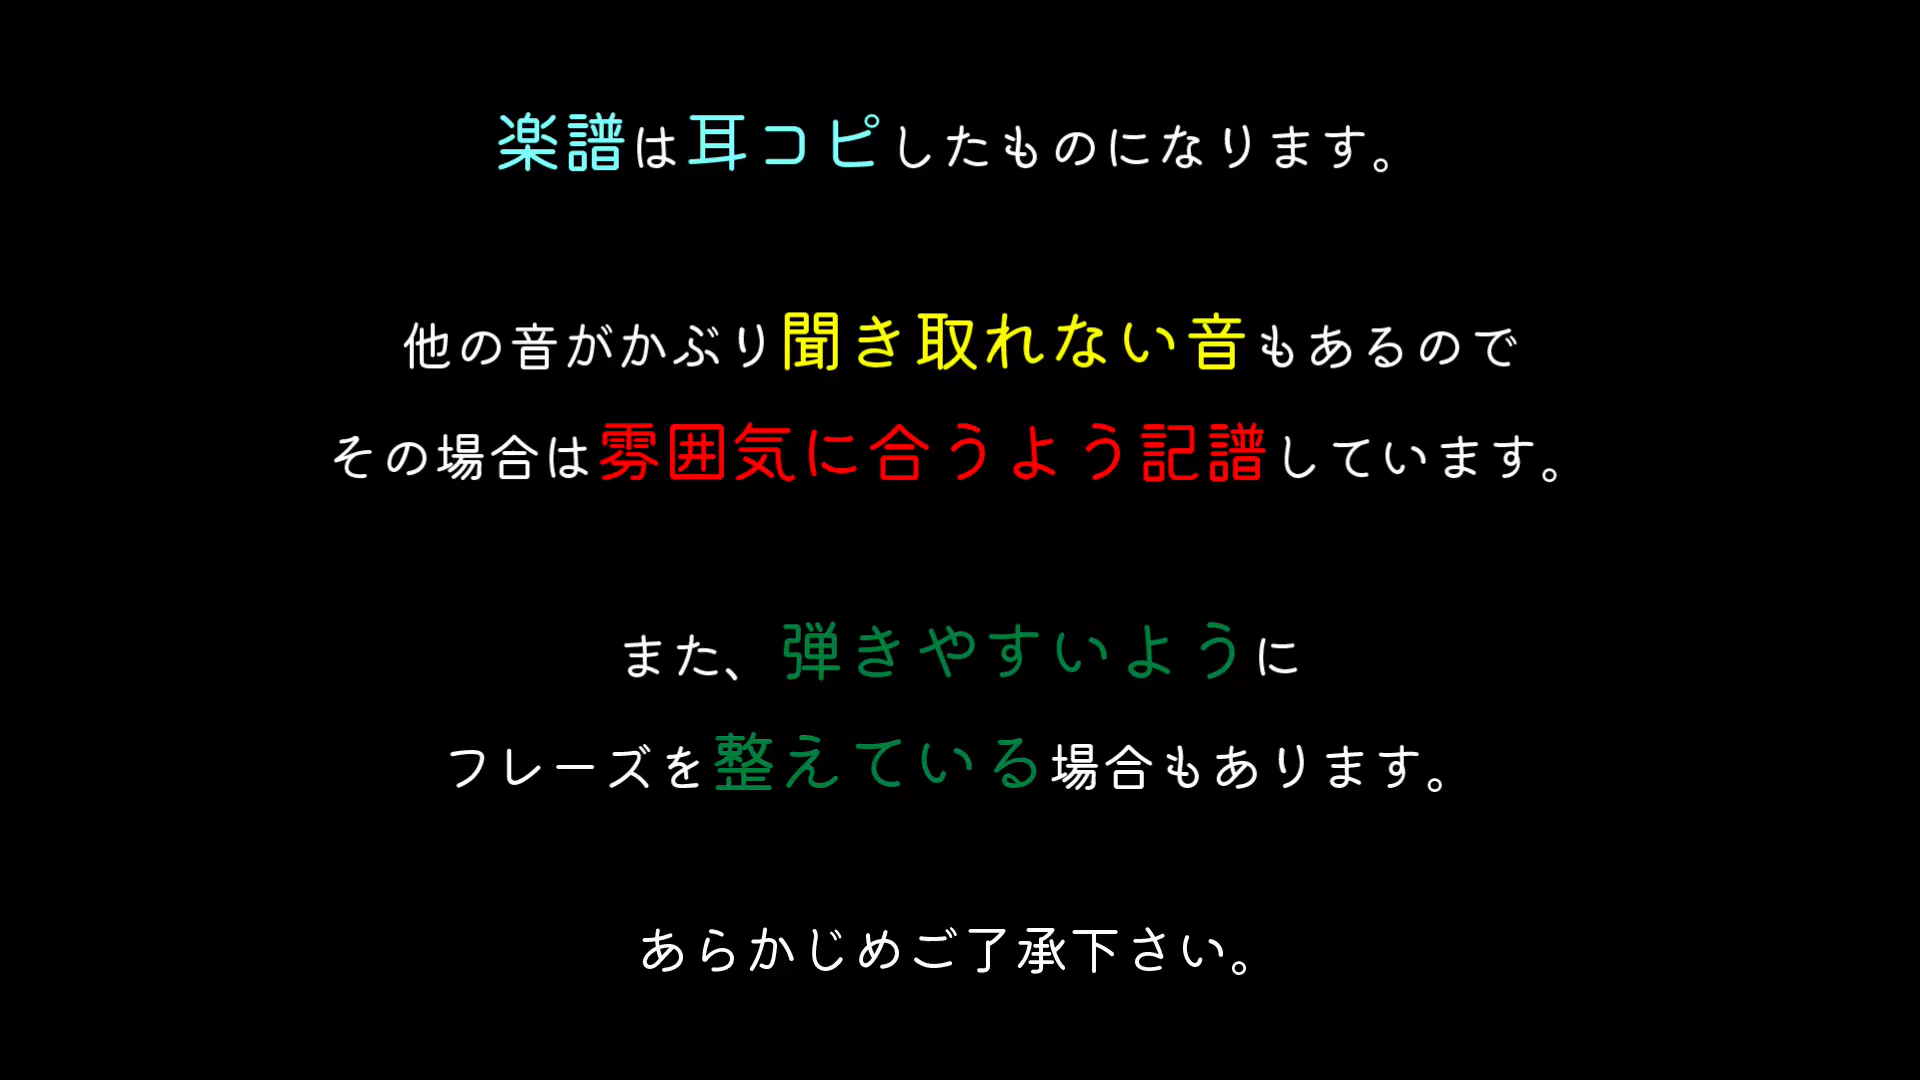 楽譜は耳コピしたものになります。
他の音がかぶり聞き取れない音もあるので
その場合は雰囲気に合うよう記譜しています。
また、弾きやすいように
フレーズを整えている場合もあります。
あらかじめご了承下さい。